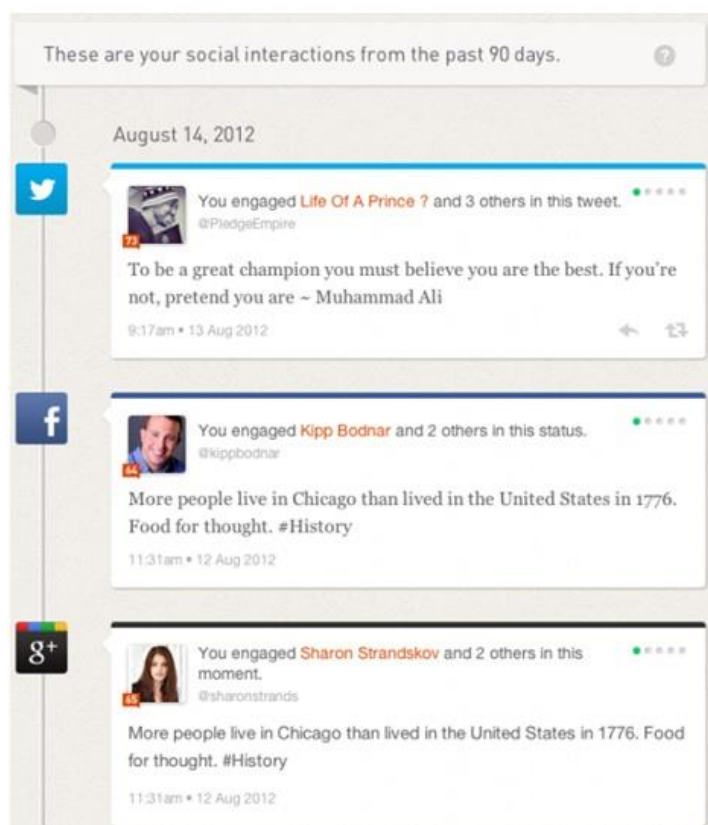 These are your social interactions from the past 90 days.
?
August 14, 2012
You engaged Life Of A Prince ? and 3 others in this tweet.
@PledgeEmpire
73
To be a great champion you must believe you are the best. If you're
not, pretend you are ~ Muhammad Ali
9:17am • 13 Aug 2012
f
You engaged Kipp Bodnar and 2 others in this status.
@kippbodnar
64
More people live in Chicago than lived in the United States in 1776.
Food for thought. #History
11:31am • 12 Aug 2012
g+
You engaged Sharon Strandskov and 2 others in this
moment.
@sharonstrands
65
More people live in Chicago than lived in the United States in 1776. Food
for thought. #History
11:31am • 12 Aug 2012